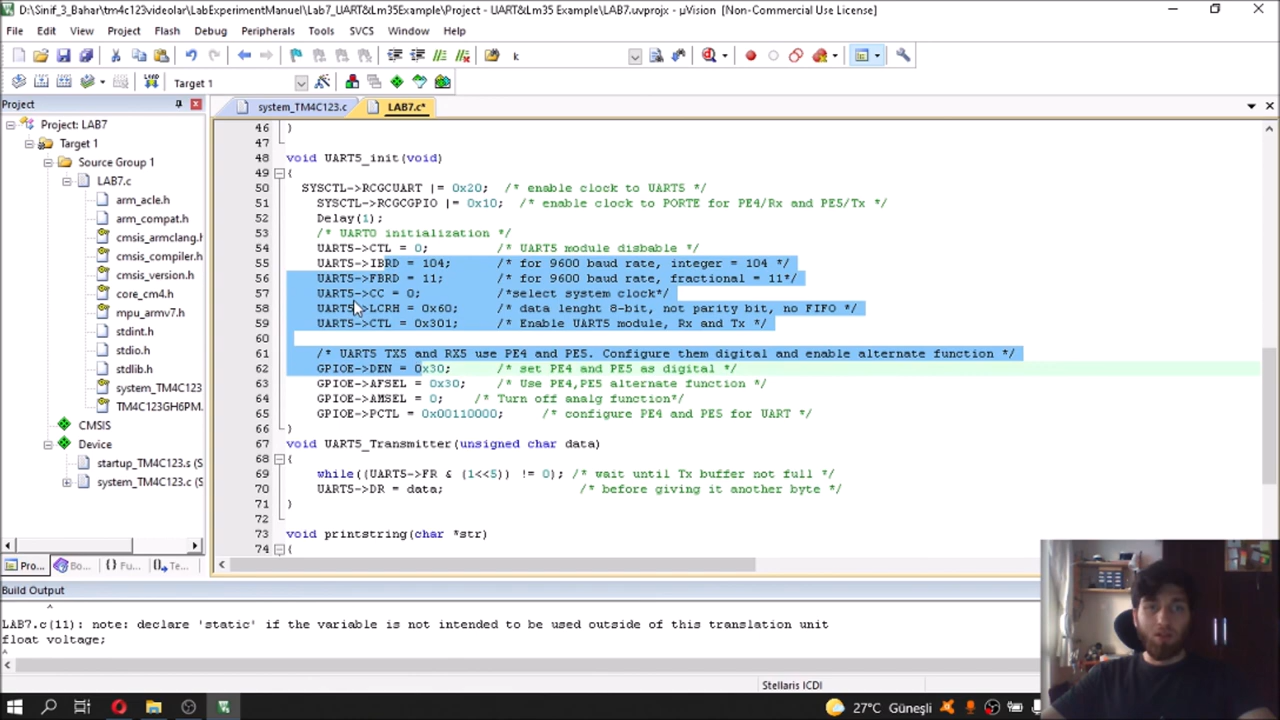 D:\Sinif_3_Bahar\tm4c123videolar\LabExperimentManuel\Lab7_UART&Lm35Example\Project - UART&Lm35 Example\LAB7.uvprojx - µVision [Non-Commercial Use License]
File Edit View Project Flash Debug Peripherals Tools SVCS Window Help
k
Target 1
Project
Project: LAB7
Target 1
Source Group 1
LAB7.c
arm_acle.h
arm_compat.h
cmsis_armclang.h
cmsis_compiler.h
cmsis_version.h
core_cm4.h
mpu_armv7.h
stdint.h
stdio.h
stdlib.h
system_TM4C123
TM4C123GH6PM.
CMSIS
Device
startup_TM4C123.s (S
system_TM4C123.c (S
Pro... Bo... Fu... Te...
system_TM4C123.c LAB7.c*
46 }
47
48 void UART5_init(void)
49 {
50 SYSCTL->RCGCUART |= 0x20; /* enable clock to UART5 */
51 SYSCTL->RCGCGPIO |= 0x10; /* enable clock to PORTE for PE4/Rx and PE5/Tx */
52 Delay(1);
53 /* UART0 initialization */
54 UART5->CTL = 0; /* UART5 module disbable */
55 UART5->IBRD = 104; /* for 9600 baud rate, integer = 104 */
56 UART5->FBRD = 11; /* for 9600 baud rate, fractional = 11*/
57 UART5->CC = 0; /*select system clock*/
58 UART5->LCRH = 0x60; /* data lenght 8-bit, not parity bit, no FIFO */
59 UART5->CTL = 0x301; /* Enable UART5 module, Rx and Tx */
60
61 /* UART5 TX5 and RX5 use PE4 and PE5. Configure them digital and enable alternate function */
62 GPIOE->DEN = 0x30; /* set PE4 and PE5 as digital */
63 GPIOE->AFSEL = 0x30; /* Use PE4,PE5 alternate function */
64 GPIOE->AMSEL = 0; /* Turn off analg function*/
65 GPIOE->PCTL = 0x00110000; /* configure PE4 and PE5 for UART */
66 }
67 void UART5_Transmitter(unsigned char data)
68 {
69 while((UART5->FR & (1<<5)) != 0); /* wait until Tx buffer not full */
70 UART5->DR = data; /* before giving it another byte */
71 }
72
73 void printstring(char *str)
74 {
Build Output
^
LAB7.c(11): note: declare 'static' if the variable is not intended to be used outside of this translation unit
float voltage;
^
Stellaris ICDI
27°C Güneşli